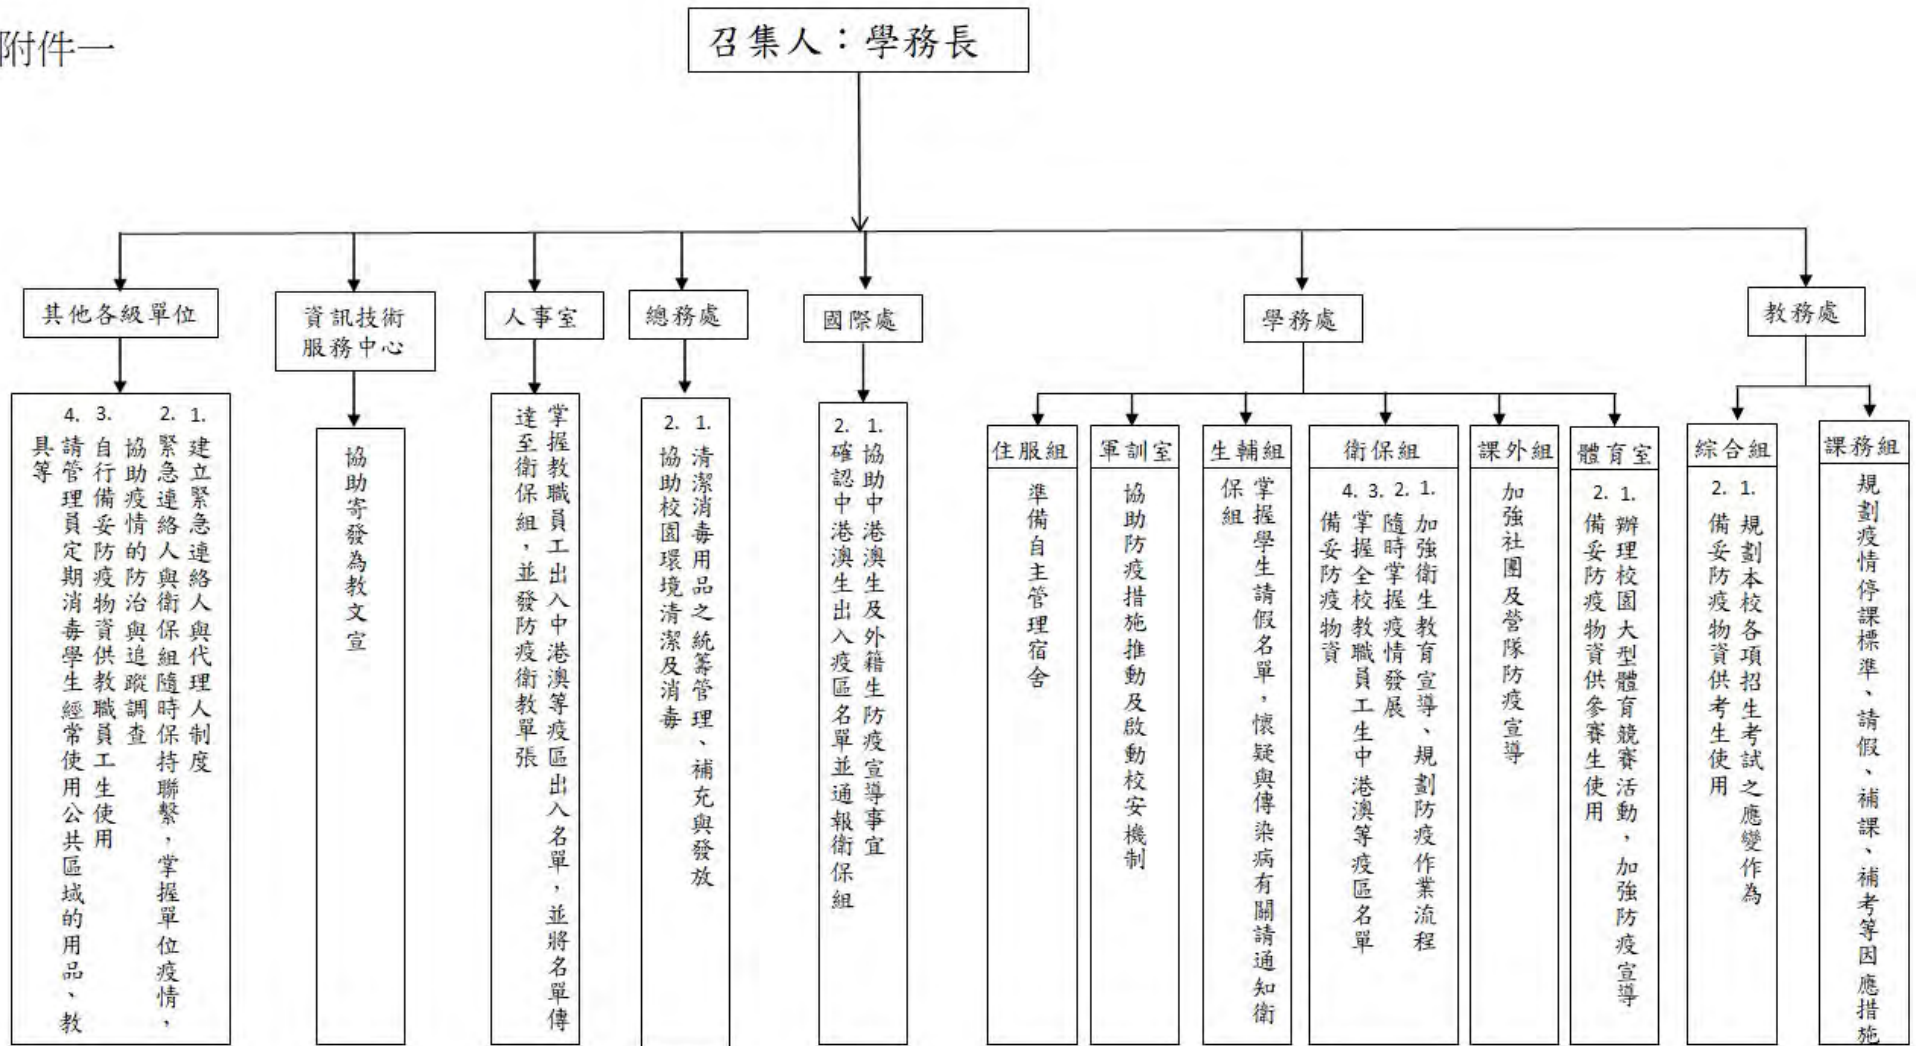 附件一
召集人：學務長
其他各級單位
資訊技術
服務中心
人事室
總務處
國際處
學務處
教務處
1. 建立緊急連絡人與代理人制度
2. 緊急連絡人與衛保組隨時保持聯繫，掌握單位疫情，
協助疫情的防治與追蹤調查
3. 自行備妥防疫物資供教職員工生使用
4. 請管理員定期消毒學生經常使用公共區域的用品、教
具等
協助寄發為教文宣
掌握教職員工出入中港澳等疫區出入名單，並將名單傳
達至衛保組，並發防疫衛教單張
1. 清潔消毒用品之統籌管理、補充與發放
2. 協助校園環境清潔及消毒
1. 協助中港澳生及外籍生防疫宣導事宜
2. 確認中港澳生出入疫區名單並通報衛保組
住服組
準備自主管理宿舍
軍訓室
協助防疫措施推動及啟動校安機制
生輔組
掌握學生請假名單，懷疑與傳染病有關請通知衛
保組
衛保組
1. 加強衛生教育宣導、規劃防疫作業流程
2. 隨時掌握疫情發展
3. 掌握全校教職員工生中港澳等疫區名單
4. 備妥防疫物資
課外組
加強社團及營隊防疫宣導
體育室
1. 辦理校園大型體育競賽活動，加強防疫宣導
2. 備妥防疫物資供參賽生使用
綜合組
1. 規劃本校各項招生考試之應變作為
2. 備妥防疫物資供考生使用
課務組
規劃疫情停課標準、請假、補課、補考等因應措施